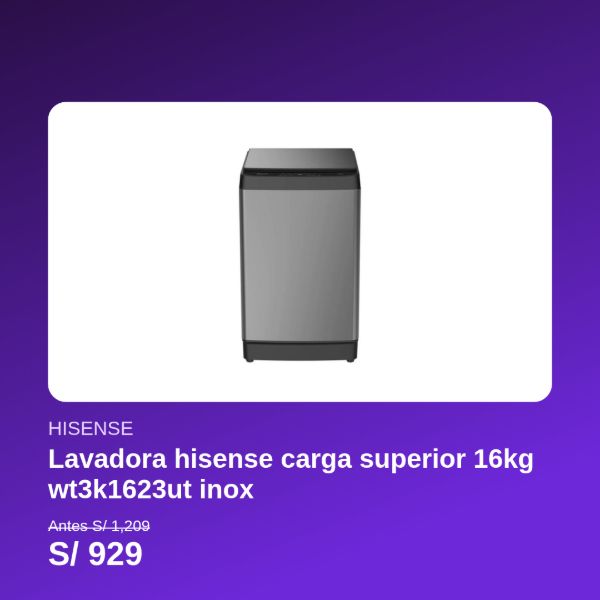 HISENSE
Lavadora hisense carga superior 16kg
wt3k1623ut inox
Antes S/ 1,209
S/ 929